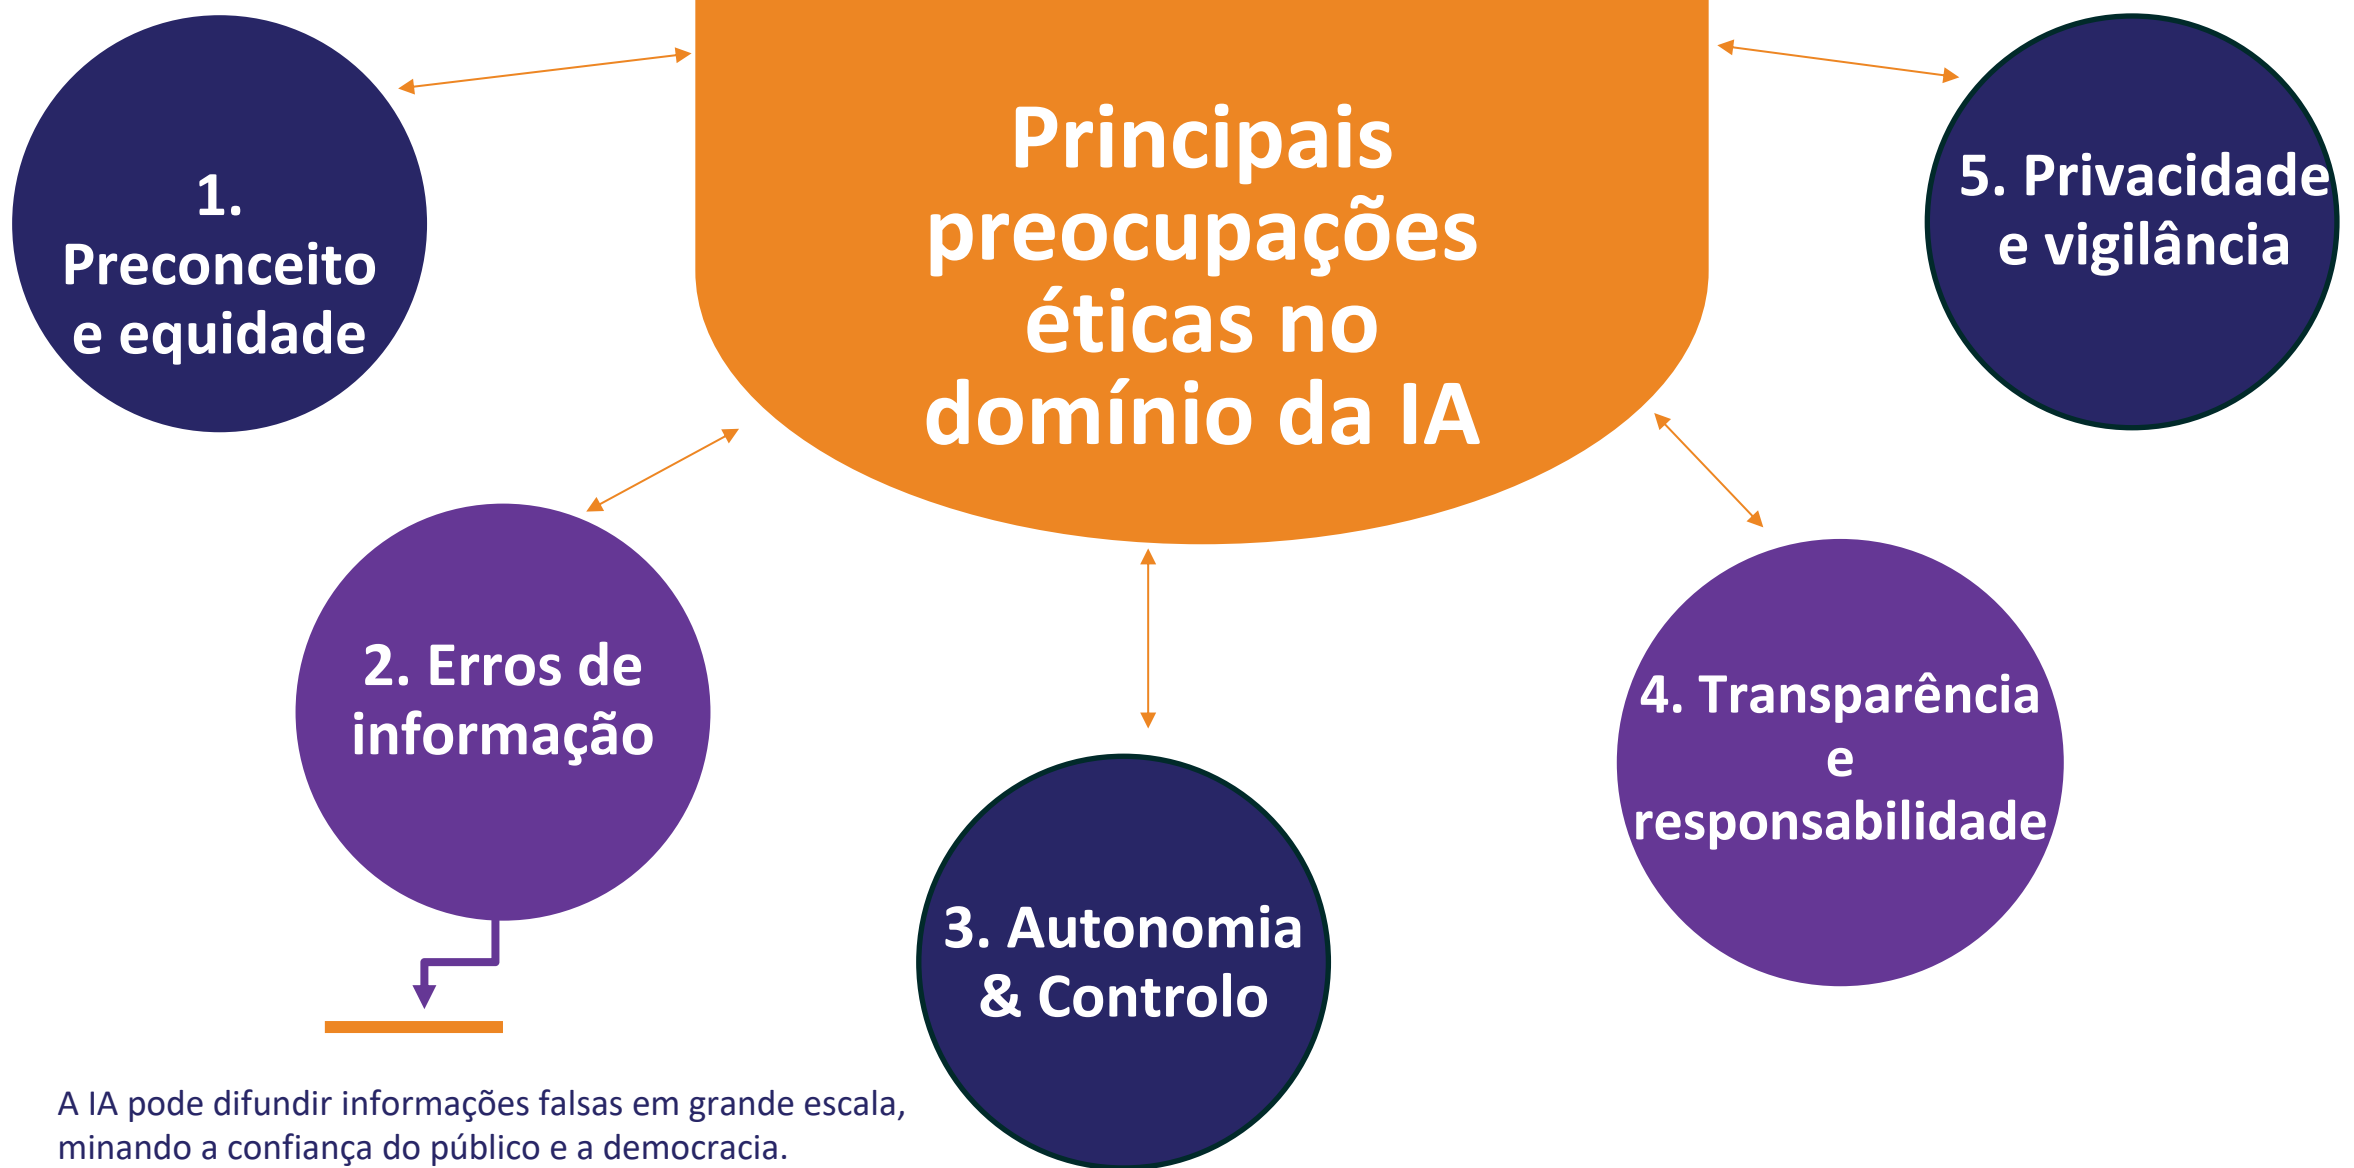 Principais
preocupações
éticas no
domínio da IA
1.
Preconceito
e equidade
2. Erros de
informação
3. Autonomia
& Controlo
4. Transparência
e
responsabilidade
5. Privacidade
e vigilância
A IA pode difundir informações falsas em grande escala,
minando a confiança do público e a democracia.